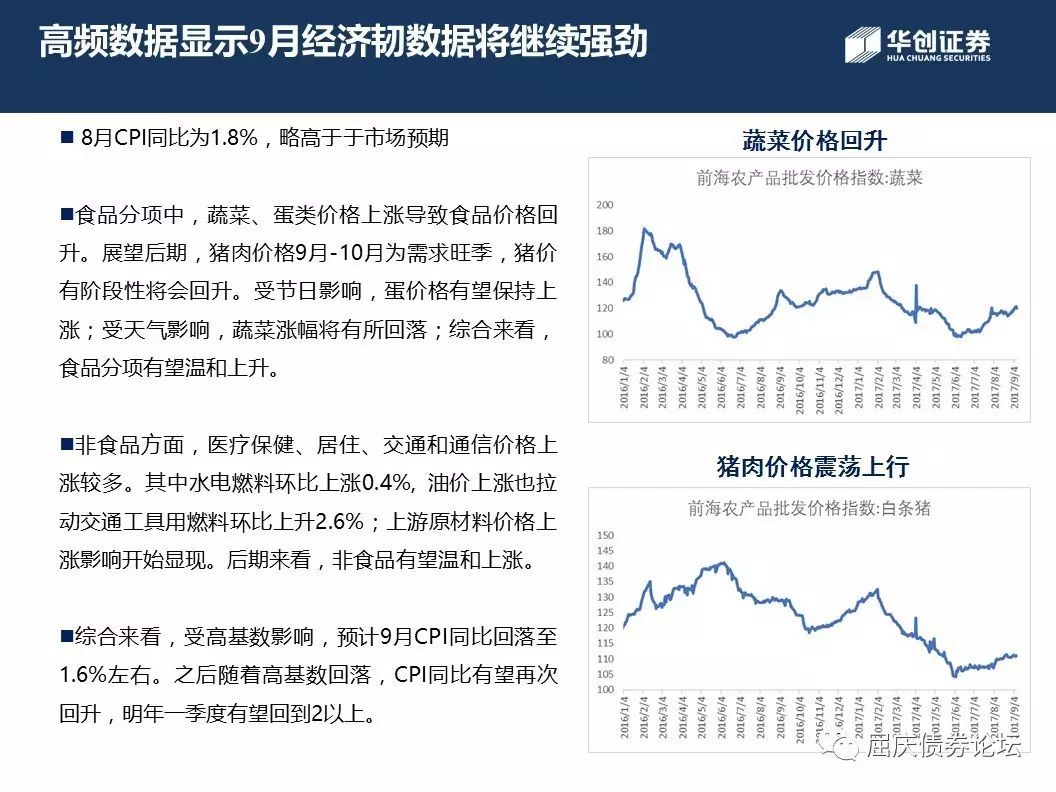 高频数据显示9月经济韧数据将继续强劲
华创证券
HUA CHUANG SECURITIES
■ 8月CPI同比为1.8%，略高于于市场预期
■食品分项中，蔬菜、蛋类价格上涨导致食品价格回
升。展望后期，猪肉价格9月-10月为需求旺季，猪价
有阶段性将会回升。受节日影响，蛋价格有望保持上
涨；受天气影响，蔬菜涨幅将有所回落；综合来看，
食品分项有望温和上升。
■非食品方面，医疗保健、居住、交通和通信价格上
涨较多。其中水电燃料环比上涨0.4%, 油价上涨也拉
动交通工具用燃料环比上升2.6%；上游原材料价格上
涨影响开始显现。后期来看，非食品有望温和上涨。
■综合来看，受高基数影响，预计9月CPI同比回落至
1.6%左右。之后随着高基数回落，CPI同比有望再次
回升，明年一季度有望回到2以上。
蔬菜价格回升
前海农产品批发价格指数:蔬菜
200
180
160
140
120
100
80
2016/1/4
2016/2/4
2016/3/4
2016/4/4
2016/5/4
2016/6/4
2016/7/4
2016/8/4
2016/9/4
2016/10/4
2016/11/4
2016/12/4
2017/1/4
2017/2/4
2017/3/4
2017/4/4
2017/5/4
2017/6/4
2017/7/4
2017/8/4
2017/9/4
猪肉价格震荡上行
前海农产品批发价格指数:白条猪
150
145
140
135
130
125
120
115
110
105
100
2016/1/4
2016/2/4
2016/3/4
2016/4/4
2016/5/4
2016/6/4
2016/7/4
2016/8/4
2016/9/4
2016/10/4
2016/11/4
2016/12/4
2017/1/4
2017/2/4
2017/3/4
2017/4/4
2017/5/4
2017/6/4
2017/7/4
2017/8/4
2017/9/4
屈庆债券论坛